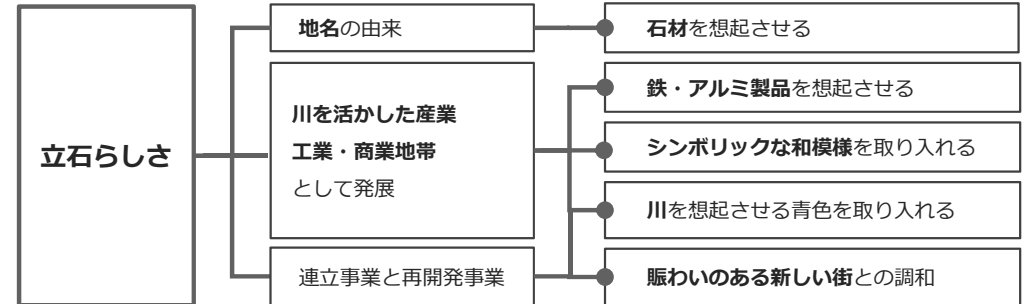 立石らしさ
地名の由来
石材を想起させる
川を活かした産業
工業・商業地帯
として発展
鉄・アルミ製品を想起させる
シンボリックな和模様を取り入れる
川を想起させる青色を取り入れる
連立事業と再開発事業
賑わいのある新しい街との調和